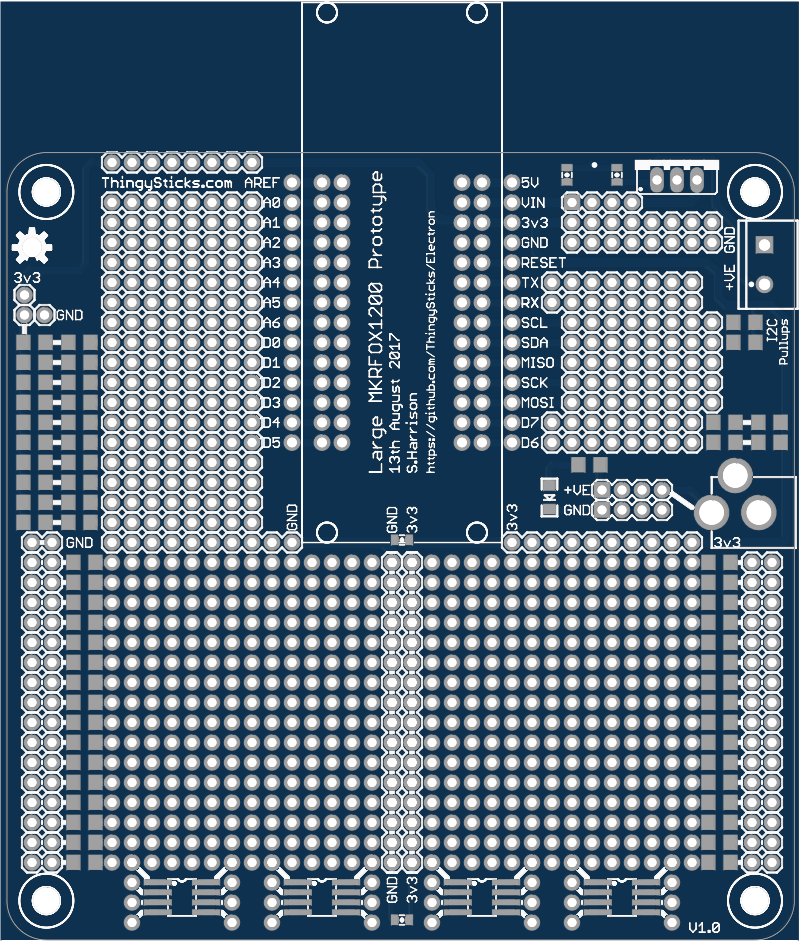 ThingySticks.com
AREF
A0
A1
A2
A3
A4
A5
A6
D0
D1
D2
D3
D4
D5
Large MKRFOX1200 Prototype
13th August 2017
S.Harrison
https://github.com/ThingySticks/Electron
5V
VIN
3v3
GND
RESET
TX
RX
SCL
SDA
MISO
SCK
MOSI
D7
D6
+VE GND
I2C
Pullups
3v3
GND
+VE
GND
GND
GND
GND
3v3
3v3
3v3
GND
3v3
V1.0